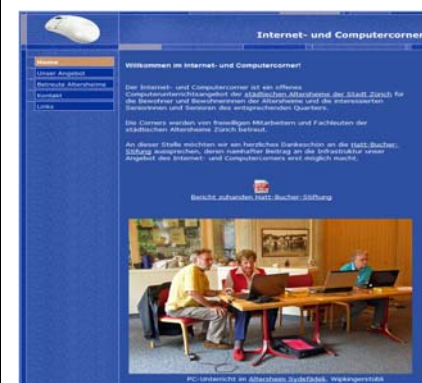 Internet- und Computercorner
Home
Unser Angebot
Betreute Altersheime
Kontakt
Links
Willkommen im Internet- und Computercorner!
Der Internet- und Computercorner ist ein offenes
Computerunterrichtsangebot der städtischen Altersheime der Stadt Zürich für
die Bewohner und Bewohnerinnen der Altersheime und die interessierten
Seniorinnen und Senioren des entsprechenden Quartiers.
Die Corners werden von freiwilligen Mitarbeitern und Fachleuten der
städtischen Altersheime Zürich betreut.
An dieser Stelle möchten wir ein herzliches Dankeschön an die Hatt-Bucher-
Stiftung aussprechen, deren namhafter Beitrag an die Infrastruktur unser
Angebot des Internet- und Computercorners erst möglich macht.
Bericht zuhanden Hatt-Bucher-Stiftung
PC-Unterricht im Altersheim Sydefädeli, Wipkingerstübli